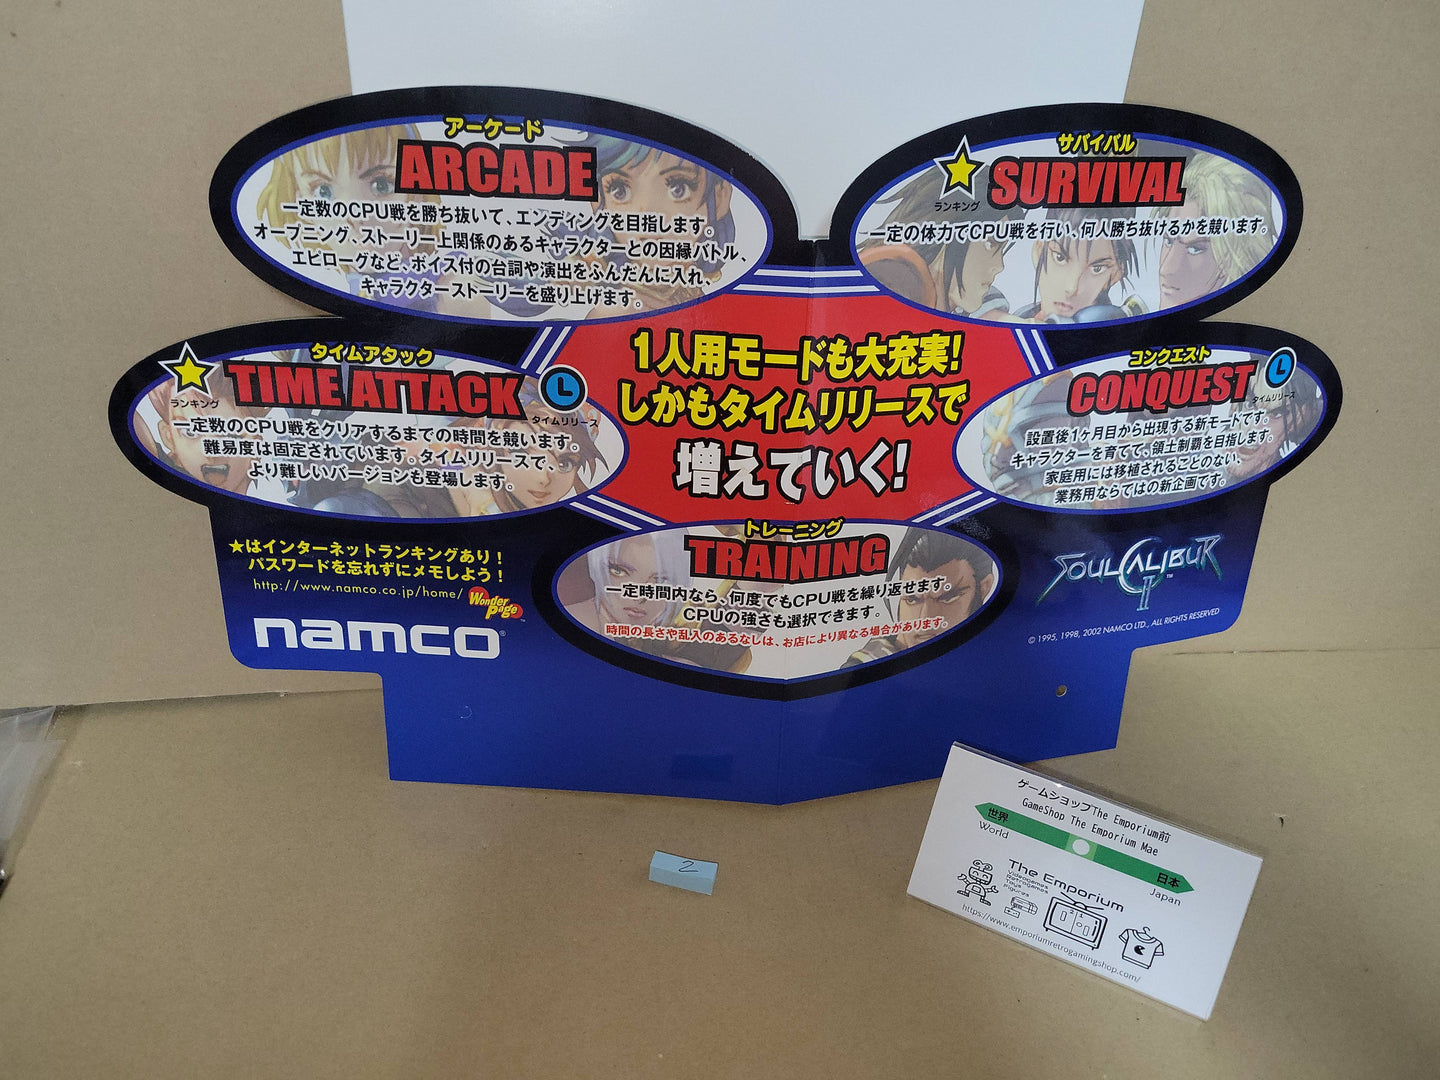 アーケード
ARCADE
一定数のCPU戦を勝ち抜いて、エンディングを目指します。
オープニング、ストーリー上関係のあるキャラクターとの因縁バトル、
エピローグなど、ボイス付の台詞や演出をふんだんに入れ、
キャラクターストーリーを盛り上げます。
サバイバル
SURVIVAL
ランキング
一定の体力でCPU戦を行い、何人勝ち抜けるかを競います。
タイムアタック
TIME ATTACK
ランキング
タイムリリース
一定数のCPU戦をクリアするまでの時間を競います。
難易度は固定されています。タイムリリースで、
より難しいバージョンも登場します。
1人用モードも大充実!
しかもタイムリリースで
増えていく!
コンクエスト
CONQUEST
タイムリリース
設置後1ヶ月目から出現する新モードです。
キャラクターを育てて、領土制覇を目指します。
家庭用には移植されることのない、
業務用ならではの新企画です。
トレーニング
TRAINING
一定時間内なら、何度でもCPU戦を繰り返せます。
CPUの強さも選択できます。
時間の長さや乱入のあるなしは、お店により異なる場合があります。
★はインターネットランキングあり!
パスワードを忘れずにメモしよう!
http://www.namco.co.jp/home/
Wonder Page™
namco®
SOULCALIBUR II™
© 1995, 1998, 2002 NAMCO LTD., ALL RIGHTS RESERVED
2
ゲームショップThe Emporium前
GameShop The Emporium Mae
世界
World
日本
Japan
The Emporium
Videogames
Retrogames
Toys
Figures
https://www.emporiumretrogamingshop.com/